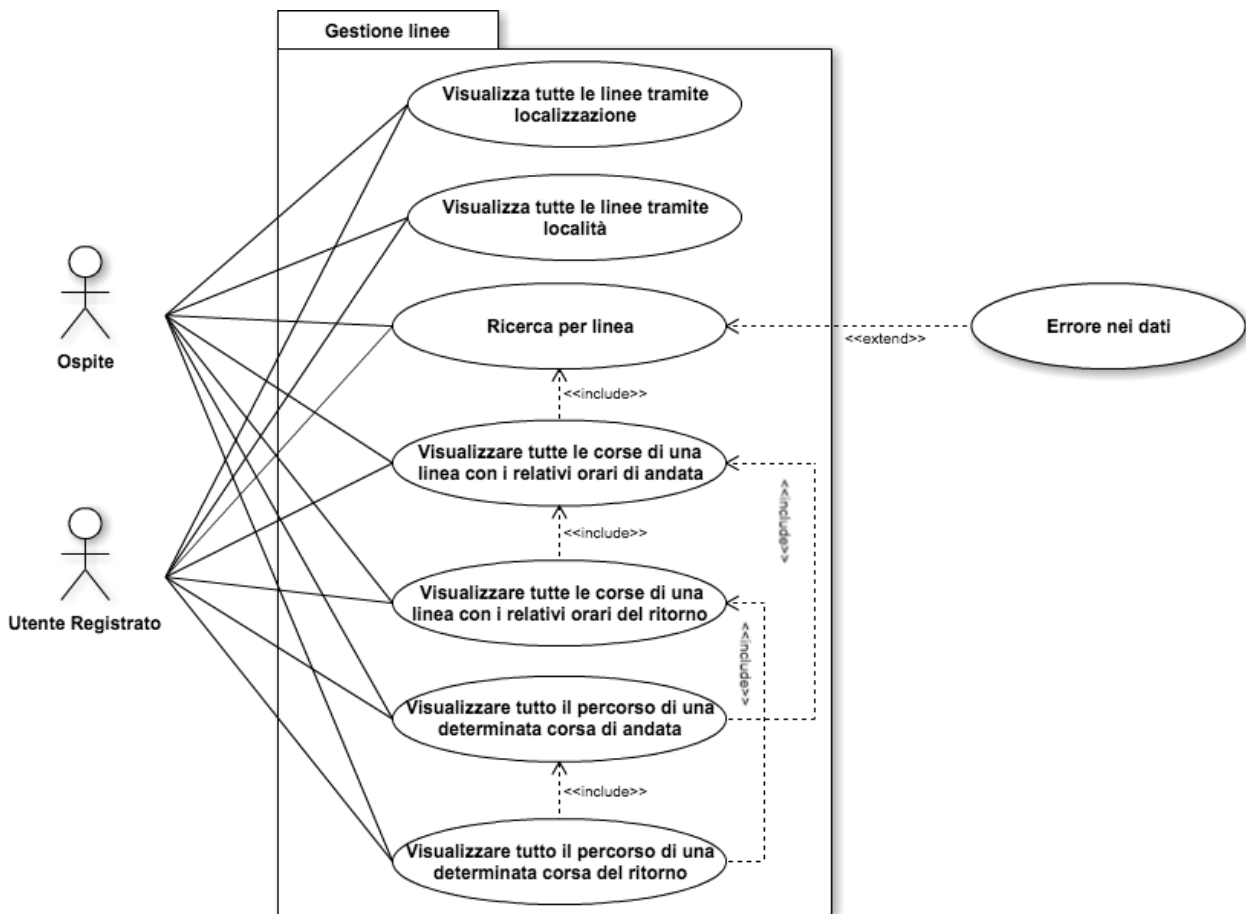 Gestione linee
Visualizza tutte le linee tramite
localizzazione
Visualizza tutte le linee tramite
località
Ospite
Ricerca per linea
<<extend>>
Errore nei dati
<<include>>
Visualizzare tutte le corse di una
linea con i relativi orari di andata
<<include>>
<<include>>
Utente Registrato
Visualizzare tutte le corse di una
linea con i relativi orari del ritorno
<<include>>
Visualizzare tutto il percorso di una
determinata corsa di andata
<<include>>
Visualizzare tutto il percorso di una
determinata corsa del ritorno